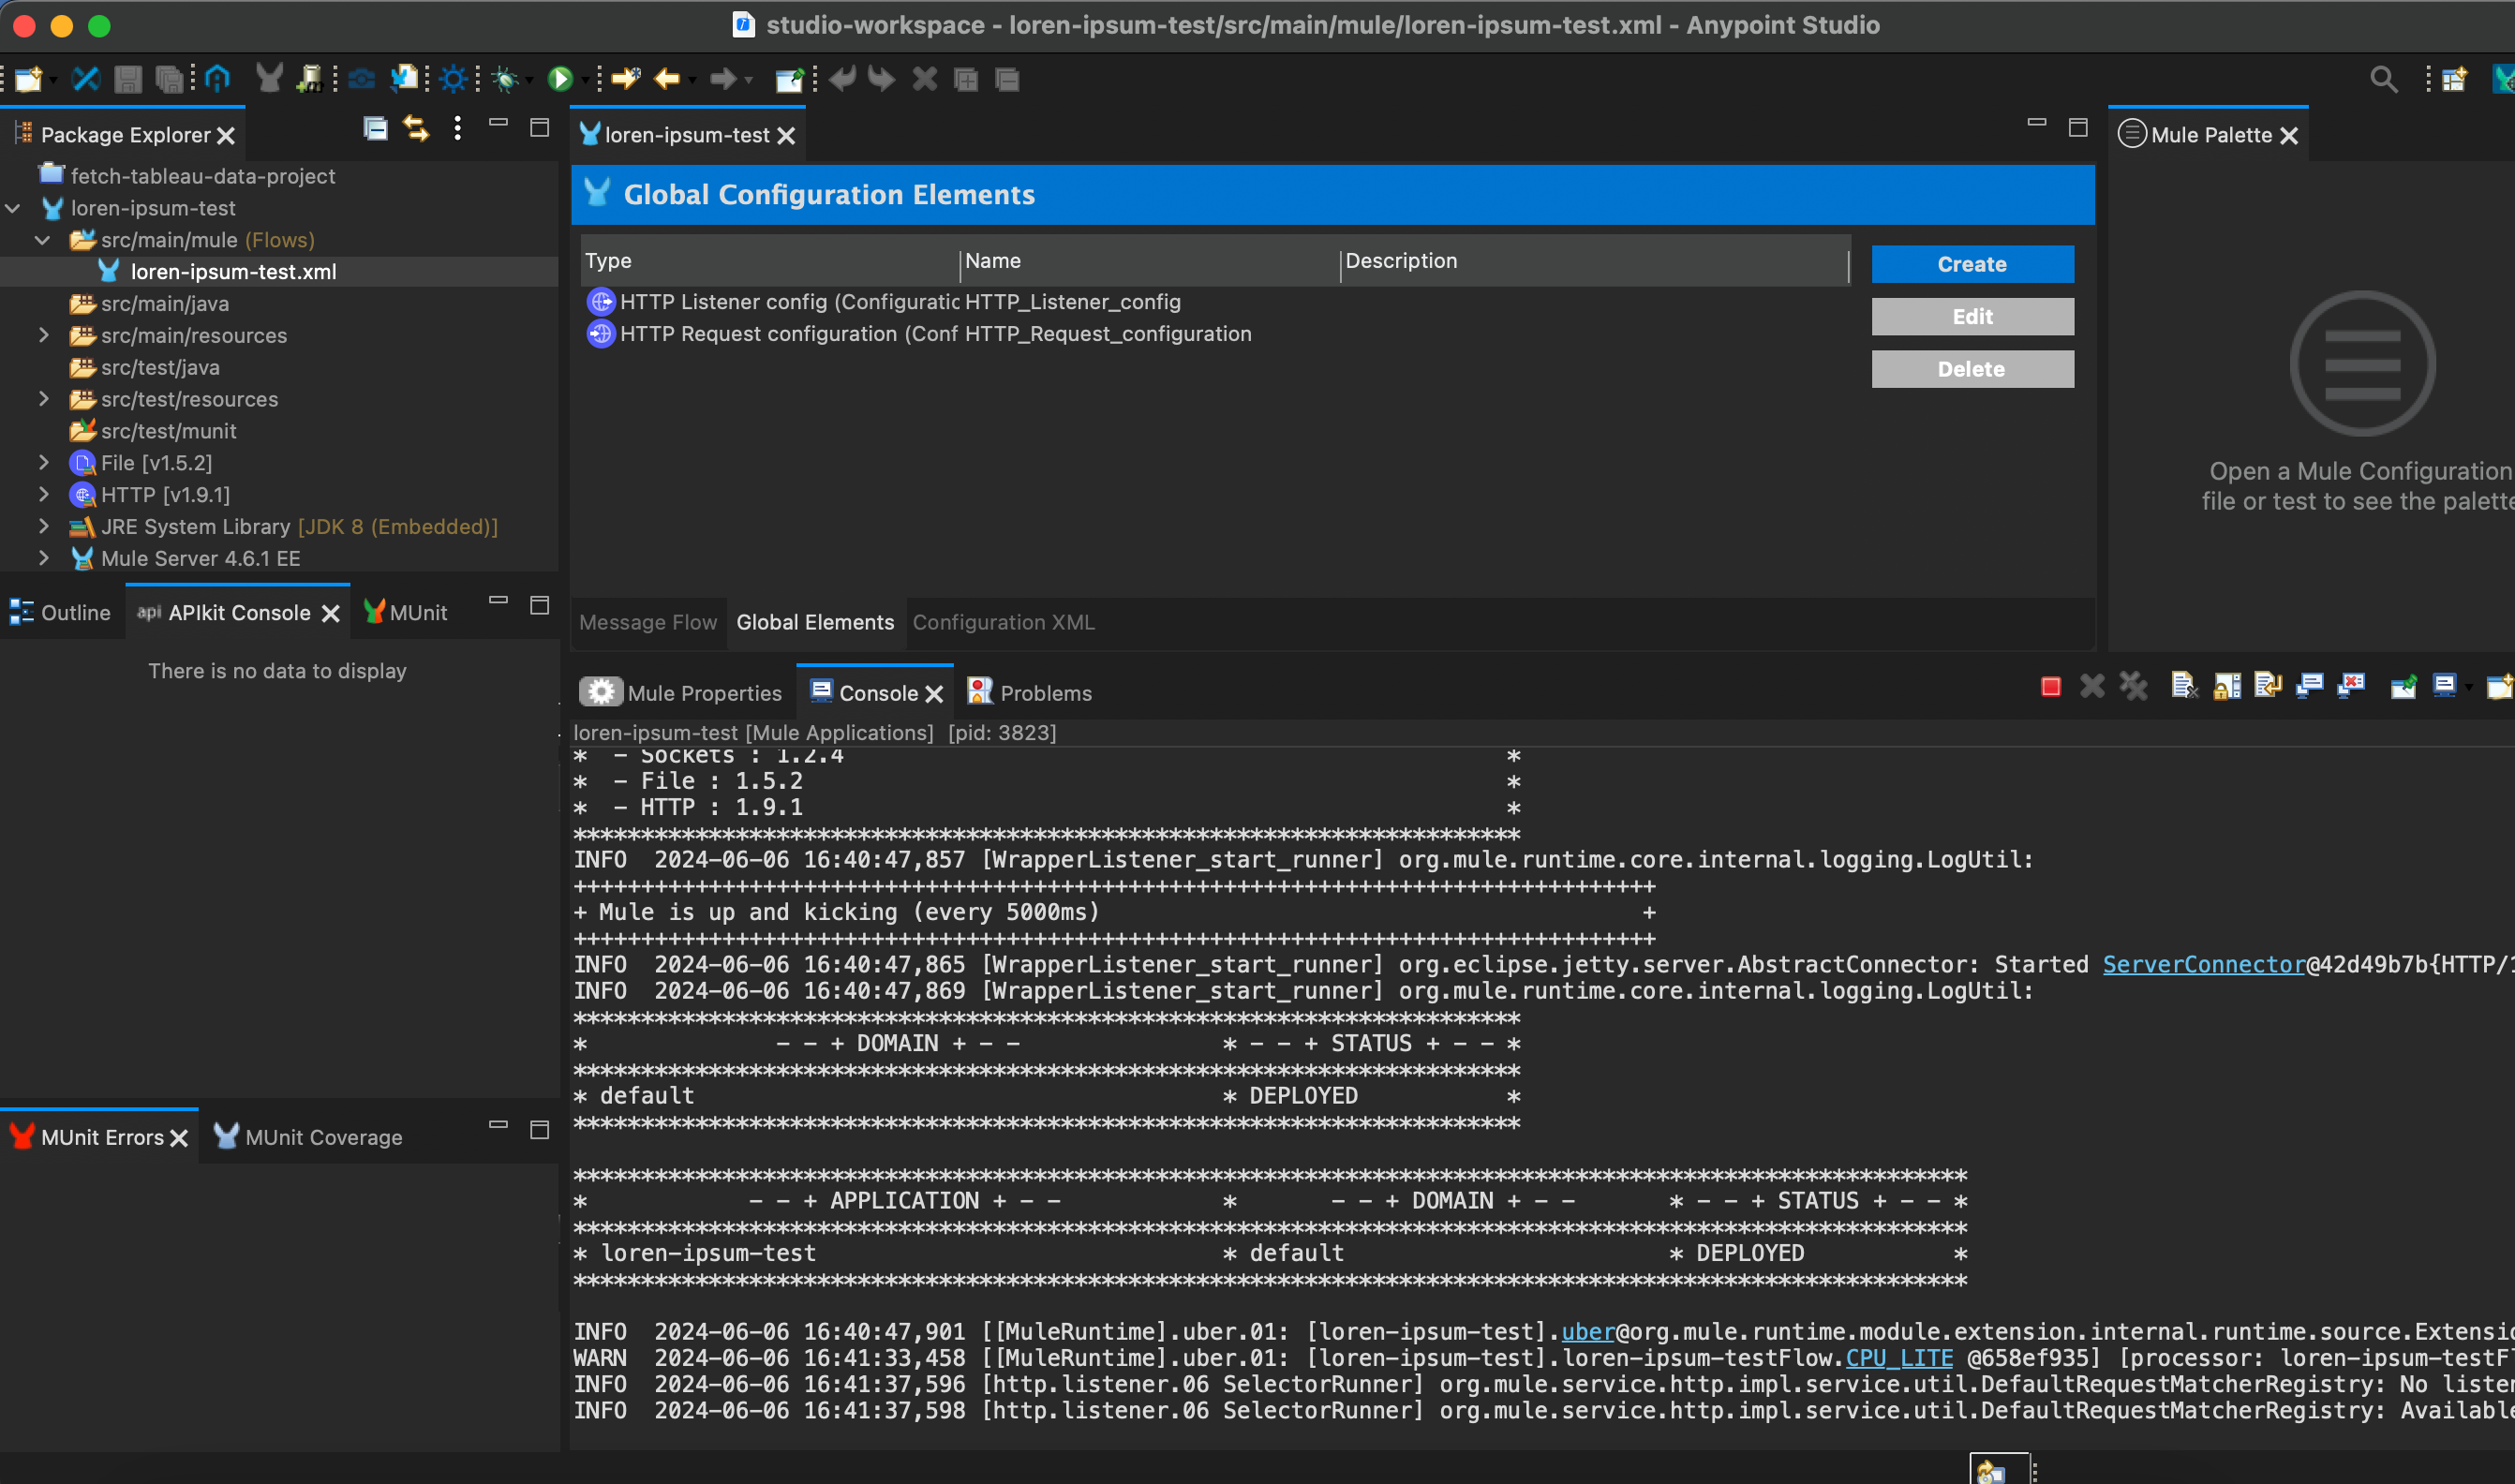 studio-workspace - loren-ipsum-test/src/main/mule/loren-ipsum-test.xml - Anypoint Studio
Package Explorer
fetch-tableau-data-project
loren-ipsum-test
src/main/mule (Flows)
loren-ipsum-test.xml
src/main/java
src/main/resources
src/test/java
src/test/resources
src/test/munit
File [v1.5.2]
HTTP [v1.9.1]
JRE System Library [JDK 8 (Embedded)]
Mule Server 4.6.1 EE
loren-ipsum-test
Global Configuration Elements
Type Name Description
HTTP Listener config (Configuratic HTTP_Listener_config
HTTP Request configuration (Conf HTTP_Request_configuration
Create
Edit
Delete
Message Flow Global Elements Configuration XML
Mule Palette
Open a Mule Configuration
file or test to see the palette
Outline api APIkit Console MUnit
There is no data to display
MUnit Errors MUnit Coverage
Mule Properties Console Problems
loren-ipsum-test [Mule Applications] [pid: 3823]
* - Sockets : 1.2.4 *
* - File : 1.5.2 *
* - HTTP : 1.9.1 *
**********************************************************************
INFO 2024-06-06 16:40:47,857 [WrapperListener_start_runner] org.mule.runtime.core.internal.logging.LogUtil:
++++++++++++++++++++++++++++++++++++++++++++++++++++++++++++++++++++++++++++++++
+ Mule is up and kicking (every 5000ms) +
++++++++++++++++++++++++++++++++++++++++++++++++++++++++++++++++++++++++++++++++
INFO 2024-06-06 16:40:47,865 [WrapperListener_start_runner] org.eclipse.jetty.server.AbstractConnector: Started ServerConnector@42d49b7b{HTTP/1
INFO 2024-06-06 16:40:47,869 [WrapperListener_start_runner] org.mule.runtime.core.internal.logging.LogUtil:
**********************************************************************
* - - + DOMAIN + - - * - - + STATUS + - - *
**********************************************************************
* default * DEPLOYED *
**********************************************************************
*******************************************************************************************************
* - - + APPLICATION + - - * - - + DOMAIN + - - * - - + STATUS + - - *
*******************************************************************************************************
* loren-ipsum-test * default * DEPLOYED *
*******************************************************************************************************
INFO 2024-06-06 16:40:47,901 [[MuleRuntime].uber.01: [loren-ipsum-test].uber@org.mule.runtime.module.extension.internal.runtime.source.Extensio
WARN 2024-06-06 16:41:33,458 [[MuleRuntime].uber.01: [loren-ipsum-test].loren-ipsum-testFlow.CPU_LITE @658ef935] [processor: loren-ipsum-testFl
INFO 2024-06-06 16:41:37,596 [http.listener.06 SelectorRunner] org.mule.service.http.impl.service.util.DefaultRequestMatcherRegistry: No listen
INFO 2024-06-06 16:41:37,598 [http.listener.06 SelectorRunner] org.mule.service.http.impl.service.util.DefaultRequestMatcherRegistry: Available